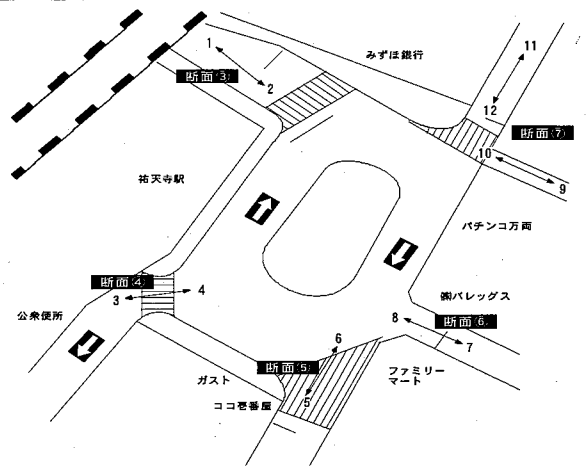 1
みずほ銀行
11
断面(3)
2
12
断面(7)
10
9
祐天寺駅
パチンコ万両
断面(4)
3
4
公衆便所
㈱バレッグス
8
断面(6)
7
6
断面(5)
ファミリー
マート
ガスト
5
ココ壱番屋